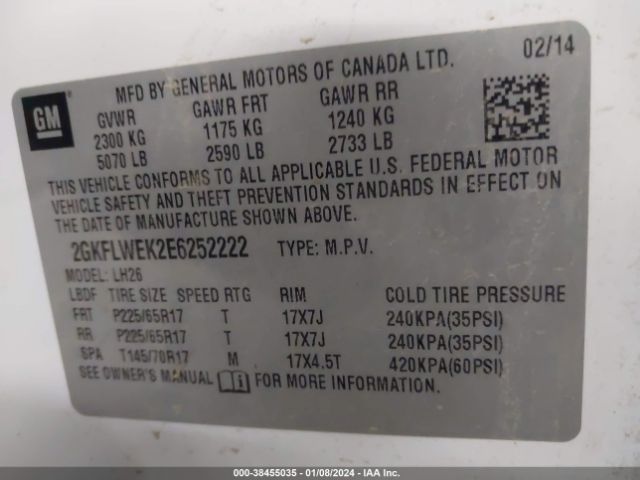 GM
02/14
MFD BY GENERAL MOTORS OF CANADA LTD.
GVWR GAWR FRT GAWR RR
2300 KG 1175 KG 1240 KG
5070 LB 2590 LB 2733 LB
THIS VEHICLE CONFORMS TO ALL APPLICABLE U.S. FEDERAL MOTOR
VEHICLE SAFETY AND THEFT PREVENTION STANDARDS IN EFFECT ON
THE DATE OF MANUFACTURE SHOWN ABOVE.
2GKFLWEK2E6252222 TYPE: M.P.V.
MODEL: LH26
LBDF TIRE SIZE SPEED RTG RIM COLD TIRE PRESSURE
FRT P225/65R17 T 17X7J 240KPA(35PSI)
RR P225/65R17 T 17X7J 240KPA(35PSI)
SPA T145/70R17 M 17X4.5T 420KPA(60PSI)
SEE OWNER'S MANUAL FOR MORE INFORMATION.
000-38455035 - 01/08/2024 - IAA Inc.